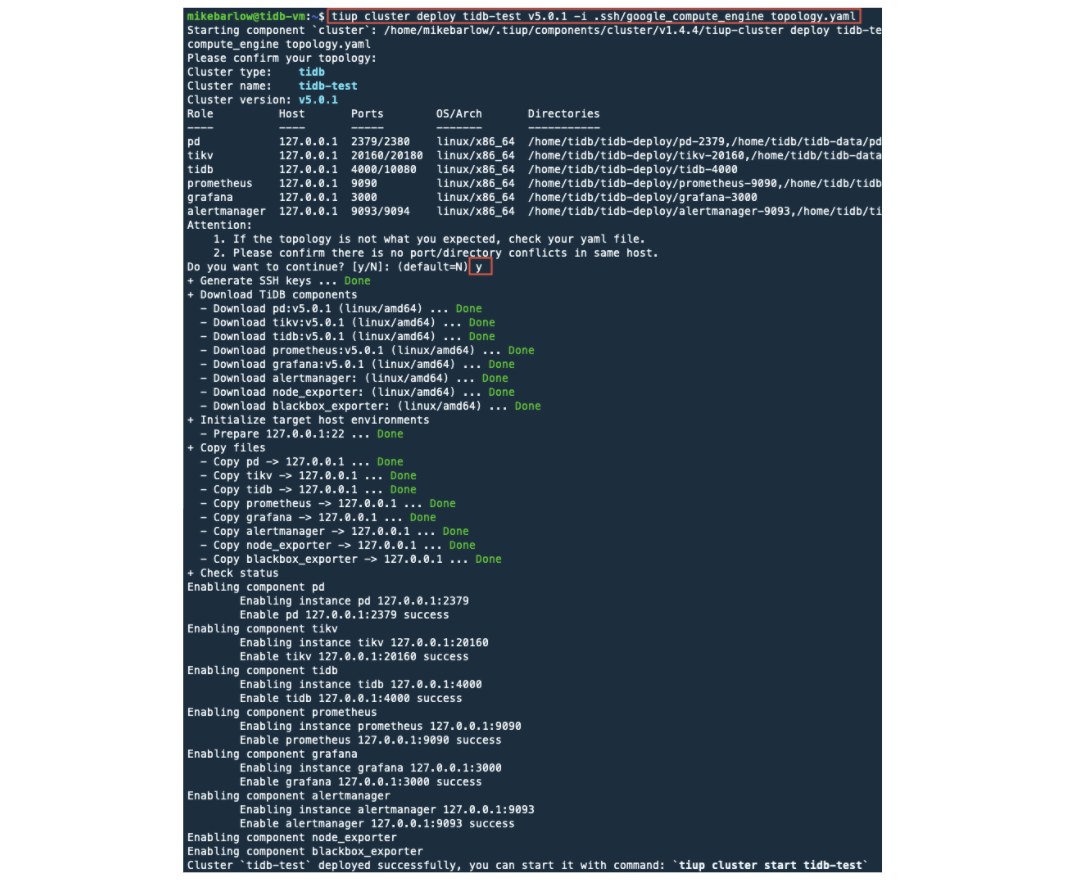 mikebarlow@tidb-vm:~$ tiup cluster deploy tidb-test v5.0.1 -i .ssh/google_compute_engine topology.yaml
Starting component `cluster`: /home/mikebarlow/.tiup/components/cluster/v1.4.4/tiup-cluster deploy tidb-te
compute_engine topology.yaml
Please confirm your topology:
Cluster type:    tidb
Cluster name:    tidb-test
Cluster version: v5.0.1
Role          Host       Ports        OS/Arch       Directories
----          ----       -----        -------       -----------
pd            127.0.0.1  2379/2380    linux/x86_64  /home/tidb/tidb-deploy/pd-2379,/home/tidb/tidb-data/pd
tikv          127.0.0.1  20160/20180  linux/x86_64  /home/tidb/tidb-deploy/tikv-20160,/home/tidb/tidb-data
tidb          127.0.0.1  4000/10080   linux/x86_64  /home/tidb/tidb-deploy/tidb-4000
prometheus    127.0.0.1  9090         linux/x86_64  /home/tidb/tidb-deploy/prometheus-9090,/home/tidb/tidb
grafana       127.0.0.1  3000         linux/x86_64  /home/tidb/tidb-deploy/grafana-3000
alertmanager  127.0.0.1  9093/9094    linux/x86_64  /home/tidb/tidb-deploy/alertmanager-9093,/home/tidb/ti
Attention:
    1. If the topology is not what you expected, check your yaml file.
    2. Please confirm there is no port/directory conflicts in same host.
Do you want to continue? [y/N]: (default=N) y
+ Generate SSH keys ... Done
+ Download TiDB components
  - Download pd:v5.0.1 (linux/amd64) ... Done
  - Download tikv:v5.0.1 (linux/amd64) ... Done
  - Download tidb:v5.0.1 (linux/amd64) ... Done
  - Download prometheus:v5.0.1 (linux/amd64) ... Done
  - Download grafana:v5.0.1 (linux/amd64) ... Done
  - Download alertmanager: (linux/amd64) ... Done
  - Download node_exporter: (linux/amd64) ... Done
  - Download blackbox_exporter: (linux/amd64) ... Done
+ Initialize target host environments
  - Prepare 127.0.0.1:22 ... Done
+ Copy files
  - Copy pd -> 127.0.0.1 ... Done
  - Copy tikv -> 127.0.0.1 ... Done
  - Copy tidb -> 127.0.0.1 ... Done
  - Copy prometheus -> 127.0.0.1 ... Done
  - Copy grafana -> 127.0.0.1 ... Done
  - Copy alertmanager -> 127.0.0.1 ... Done
  - Copy node_exporter -> 127.0.0.1 ... Done
  - Copy blackbox_exporter -> 127.0.0.1 ... Done
+ Check status
Enabling component pd
        Enabling instance pd 127.0.0.1:2379
        Enable pd 127.0.0.1:2379 success
Enabling component tikv
        Enabling instance tikv 127.0.0.1:20160
        Enable tikv 127.0.0.1:20160 success
Enabling component tidb
        Enabling instance tidb 127.0.0.1:4000
        Enable tidb 127.0.0.1:4000 success
Enabling component prometheus
        Enabling instance prometheus 127.0.0.1:9090
        Enable prometheus 127.0.0.1:9090 success
Enabling component grafana
        Enabling instance grafana 127.0.0.1:3000
        Enable grafana 127.0.0.1:3000 success
Enabling component alertmanager
        Enabling instance alertmanager 127.0.0.1:9093
        Enable alertmanager 127.0.0.1:9093 success
Enabling component node_exporter
Enabling component blackbox_exporter
Cluster `tidb-test` deployed successfully, you can start it with command: `tiup cluster start tidb-test`